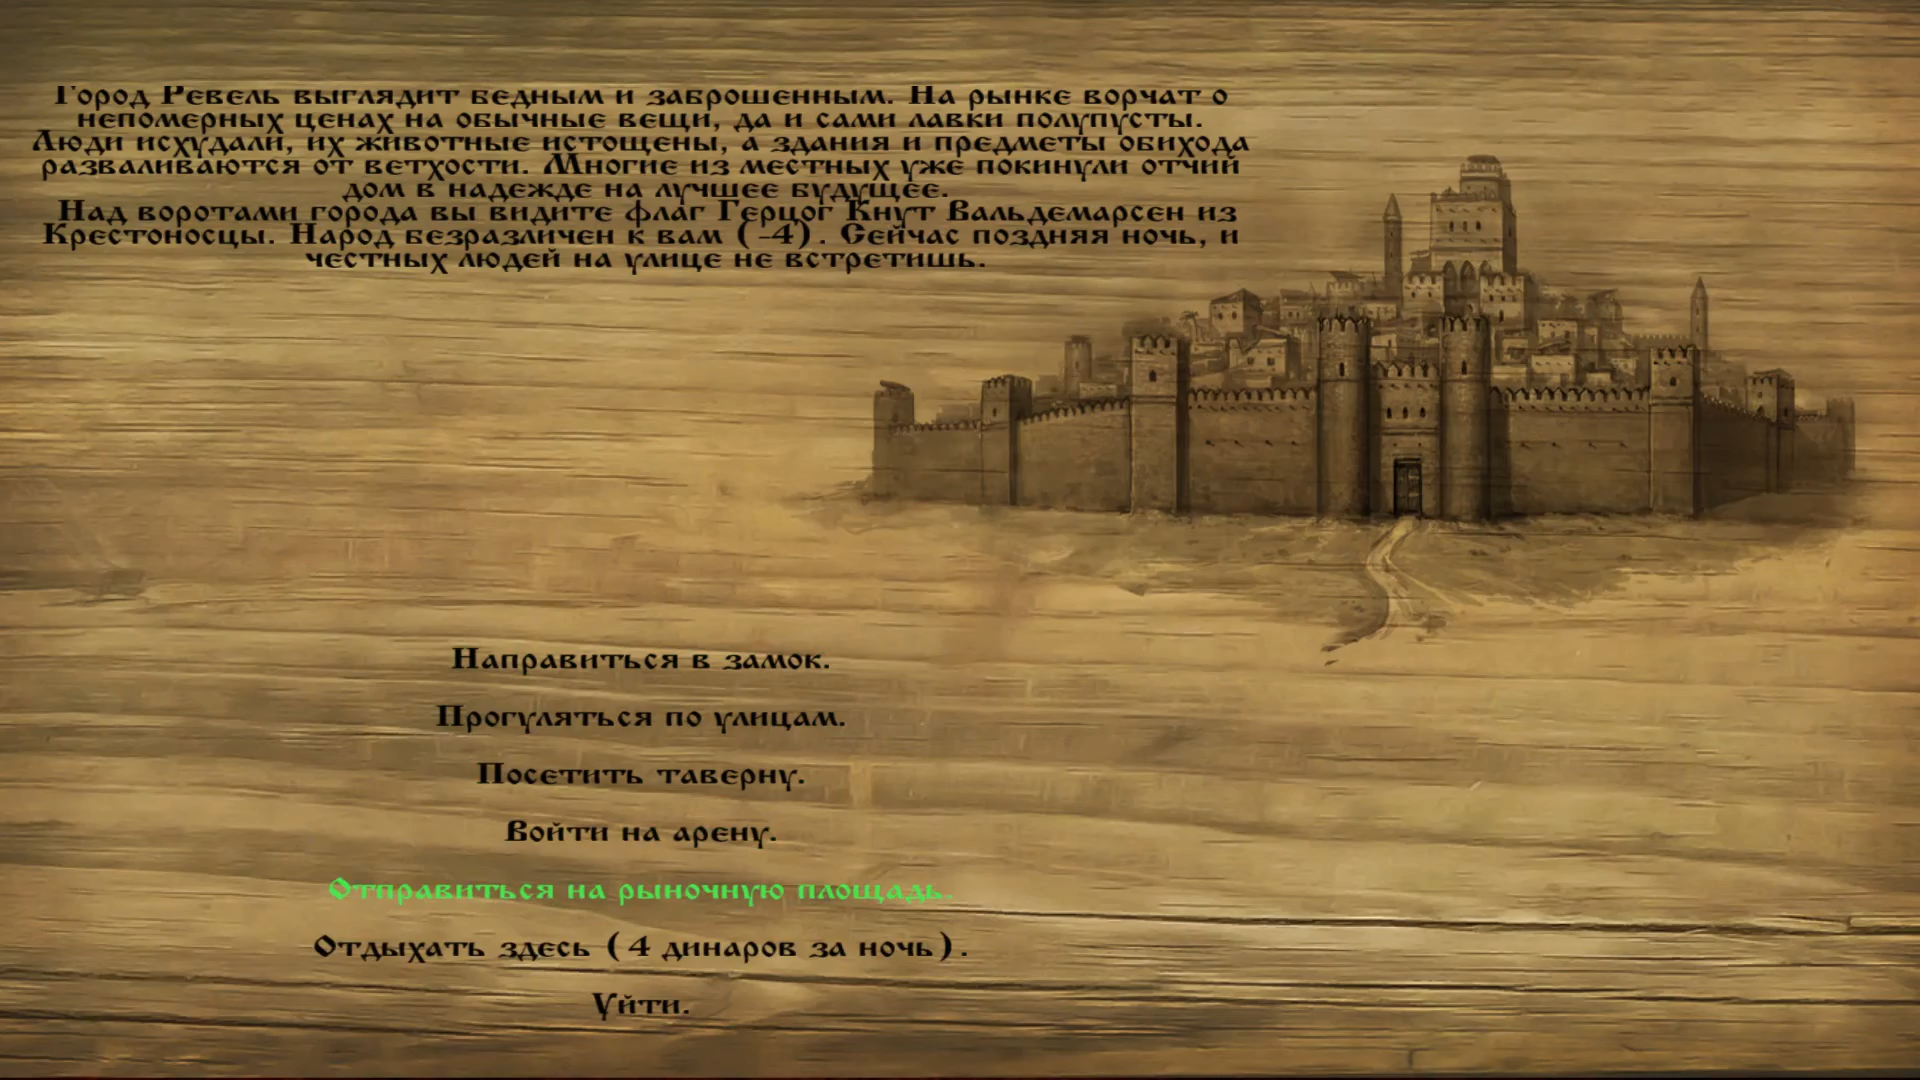 Город Ревель выглядит бедным и заброшенным. На рынке ворчат о
непомерных ценах на обычные вещи, да и сами лавки полупусты.
Люди исхудали, их животные истощены, а здания и предметы обихода
разваливаются от ветхости. Многие из местных уже покинули отчий
дом в надежде на лучшее будущее.
Над воротами города вы видите флаг Герцог Кнут Вальдемарсен из
Крестоносцы. Народ безразличен к вам (-4). Сейчас поздняя ночь, и
честных людей на улице не встретишь.
Направиться в замок.
Прогуляться по улицам.
Посетить таверну.
Войти на арену.
Отправиться на рыночную площадь.
Отдыхать здесь (4 динаров за ночь).
Уйти.